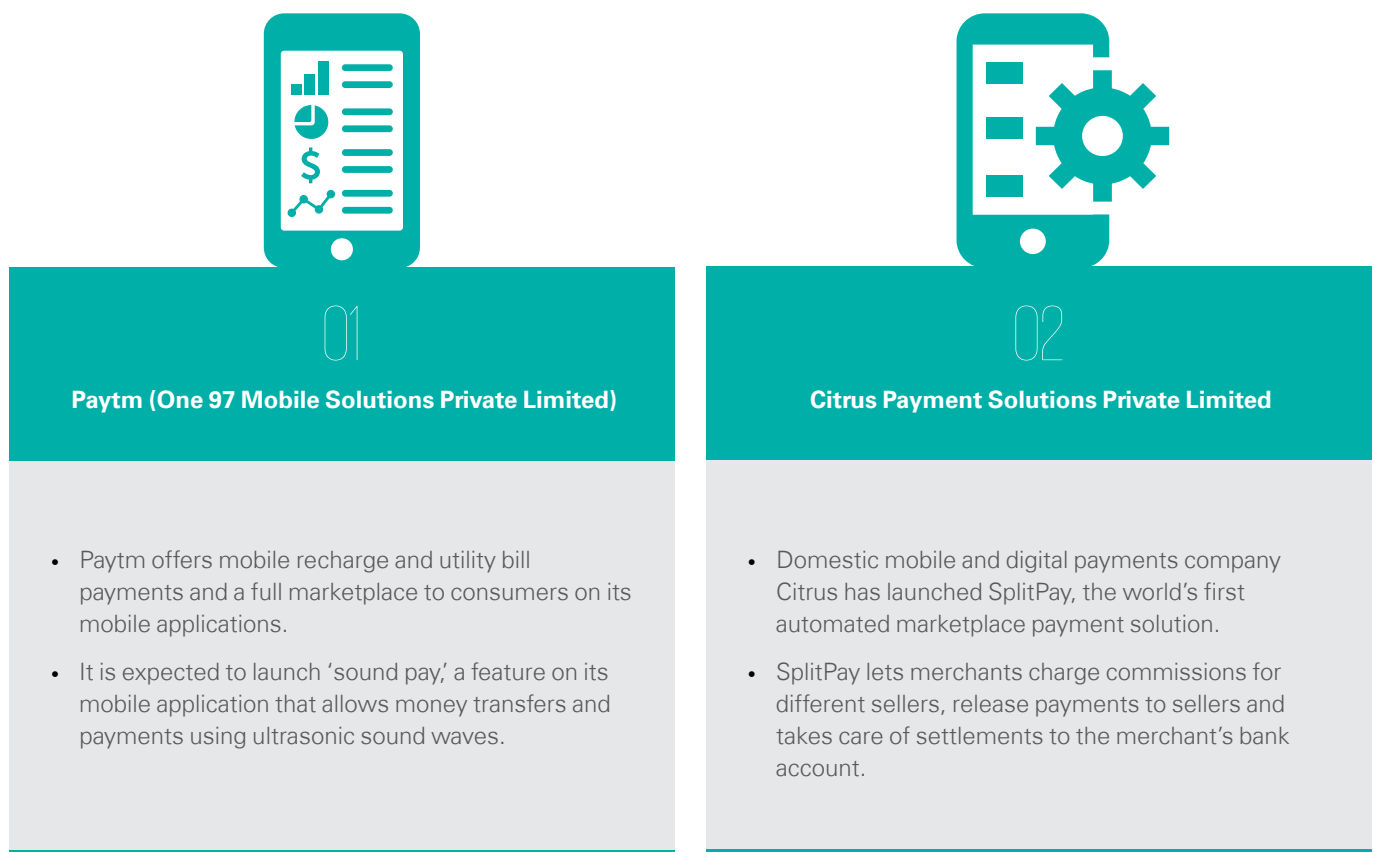 $
01
Paytm (One 97 Mobile Solutions Private Limited)
• Paytm offers mobile recharge and utility bill
payments and a full marketplace to consumers on its
mobile applications.
• It is expected to launch ‘sound pay,’ a feature on its
mobile application that allows money transfers and
payments using ultrasonic sound waves.
02
Citrus Payment Solutions Private Limited
• Domestic mobile and digital payments company
Citrus has launched SplitPay, the world’s first
automated marketplace payment solution.
• SplitPay lets merchants charge commissions for
different sellers, release payments to sellers and
takes care of settlements to the merchant’s bank
account.